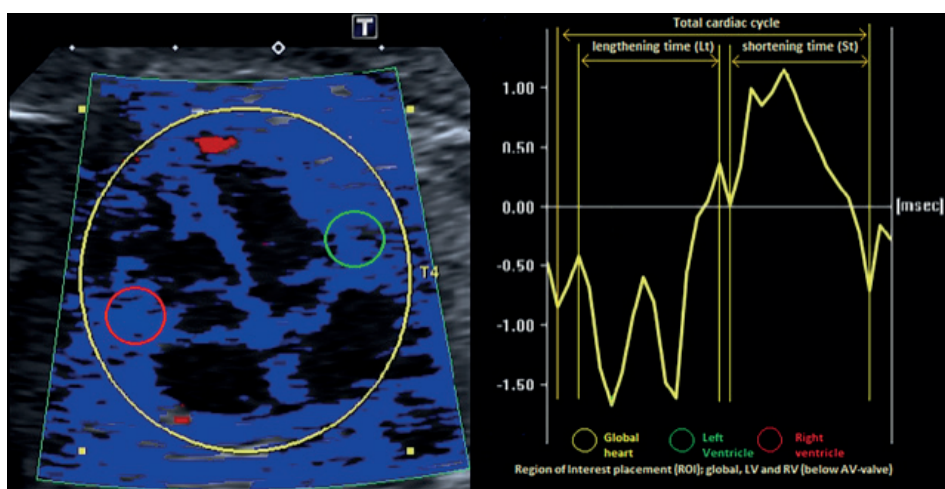 T
T4
Total cardiac cycle
lengthening time (Lt)
shortening time (St)
1.00
0.50
0.00
[msec]
-0.50
-1.00
-1.50
Global heart
Left Ventricle
Right ventricle
Region of Interest placement (ROI); global, LV and RV (below AV-valve)